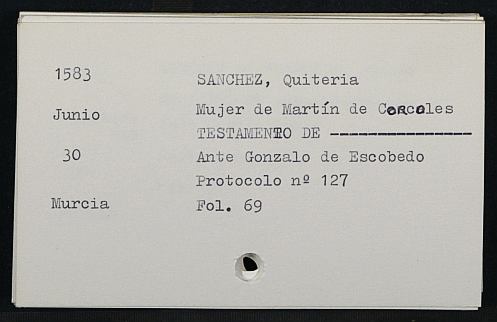 1583
SANCHEZ, Quiteria
Junio
Mujer de Martín de Corcoles
TESTAMENTO DE ----------------
30
Ante Gonzalo de Escobedo
Protocolo nº 127
Murcia
Fol. 69